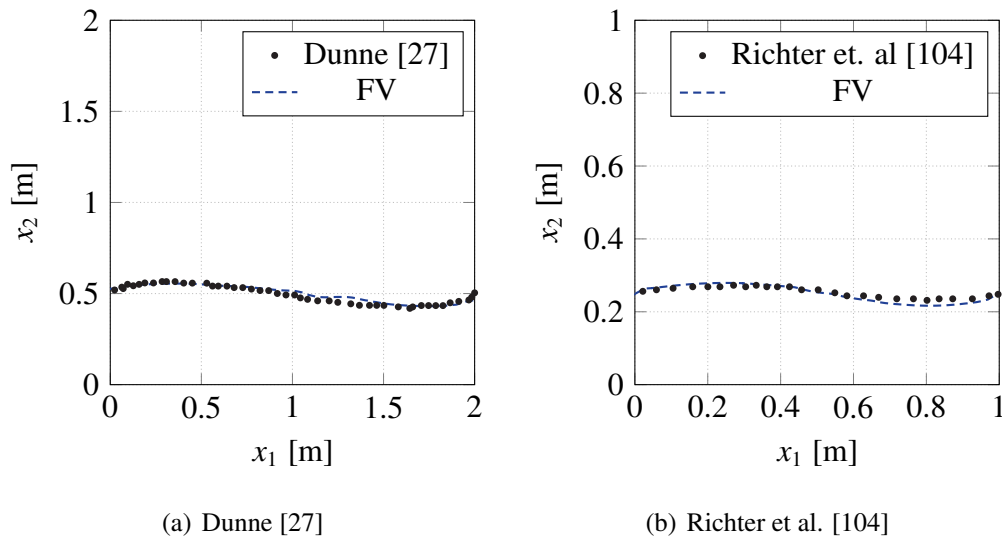 2
1.5
1
0.5
0
0
0.5
1
1.5
2
x₂ [m]
x₁ [m]
Dunne [27]
FV
(a) Dunne [27]
1
0.8
0.6
0.4
0.2
0
0
0.2
0.4
0.6
0.8
1
x₂ [m]
x₁ [m]
Richter et. al [104]
FV
(b) Richter et al. [104]